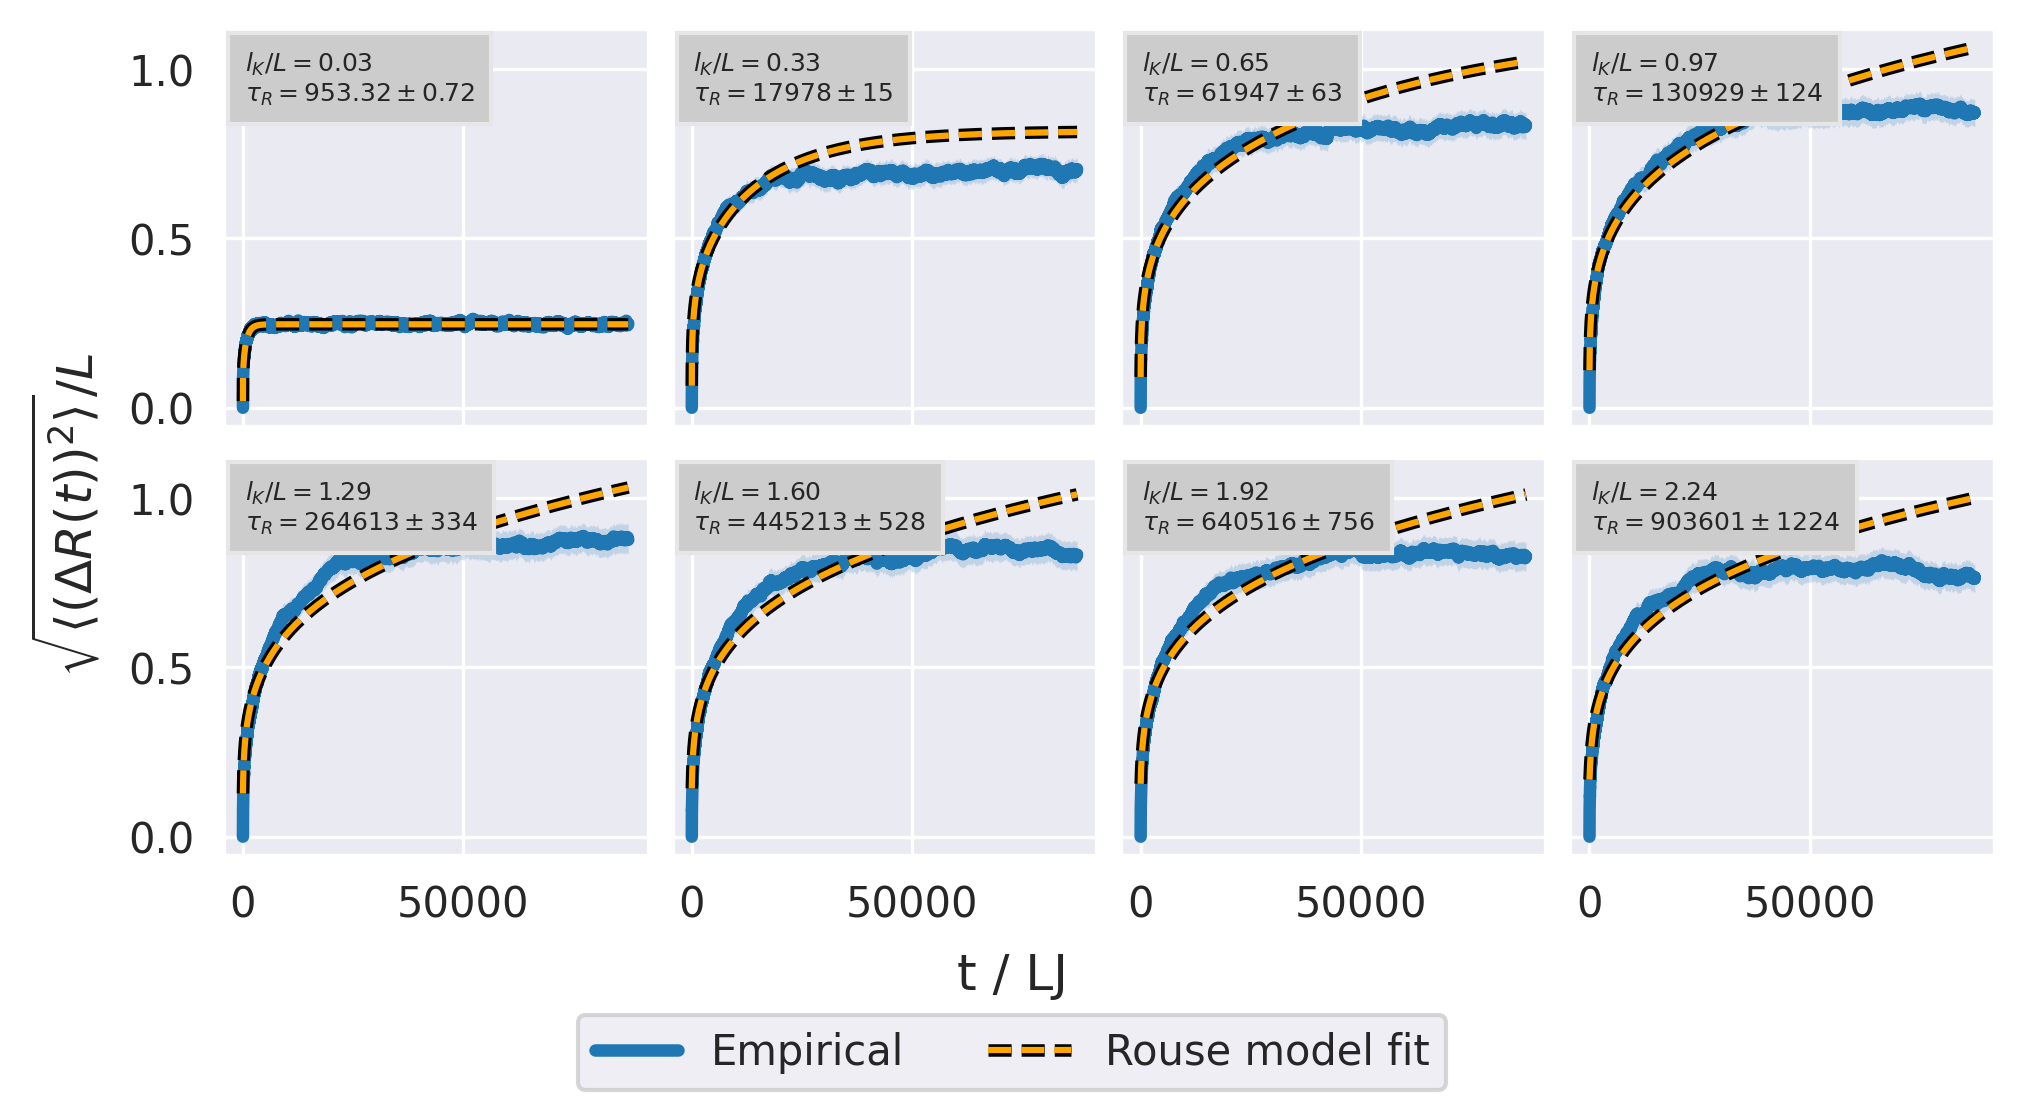 l_K/L = 0.03
τ_R = 953.32 ± 0.72
l_K/L = 0.33
τ_R = 17978 ± 15
l_K/L = 0.65
τ_R = 61947 ± 63
l_K/L = 0.97
τ_R = 130929 ± 124
1.0
0.5
0.0
l_K/L = 1.29
τ_R = 264613 ± 334
l_K/L = 1.60
τ_R = 445213 ± 528
l_K/L = 1.92
τ_R = 640516 ± 756
l_K/L = 2.24
τ_R = 903601 ± 1224
1.0
0.5
0.0
√⟨(ΔR(t))²⟩/L
0 50000 0 50000 0 50000 0 50000
t / LJ
Empirical
Rouse model fit